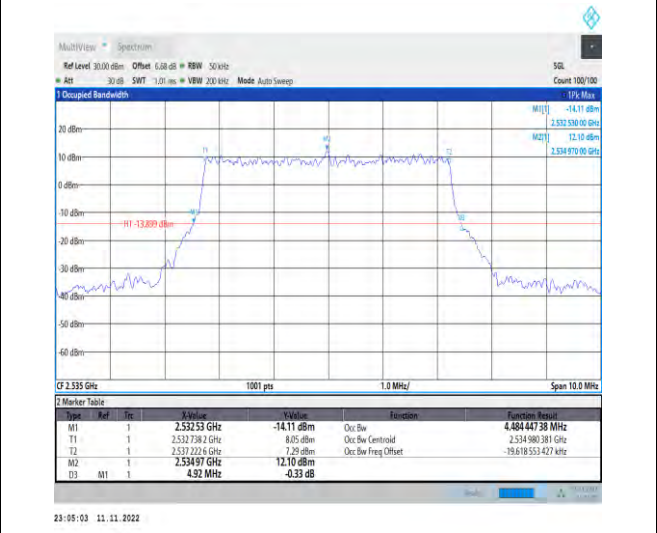 MultiView Spectrum
Ref Level 30.00 dBm Offset 6.68 dB RBW 50 kHz SGL
Att 30 dB SWT 1.01 ms VBW 200 kHz Mode Auto Sweep Count 100/100
1 Occupied Bandwidth 1Pk Max
M1[1] -14.11 dBm
2.532 530 00 GHz
M2[1] 12.10 dBm
2.534 970 00 GHz
20 dBm
10 dBm
0 dBm
-10 dBm
-20 dBm
-30 dBm
-40 dBm
-50 dBm
-60 dBm
T1
M2
T2
M1
H1 -13.899 dBm
CF 2.535 GHz 1001 pts 1.0 MHz/ Span 10.0 MHz
2 Marker Table
Type Ref Trc X-Value Y-Value Function Function Result
M1 1 2.53253 GHz -14.11 dBm Occ Bw 4.484 447 38 MHz
T1 1 2.532 738 2 GHz 8.05 dBm Occ Bw Centroid 2.534 980 381 GHz
T2 1 2.537 222 6 GHz 7.29 dBm Occ Bw Freq Offset -19.618 553 427 kHz
M2 1 2.53497 GHz 12.10 dBm
D3 M1 1 4.92 MHz -0.33 dB
23:05:03 11.11.2022